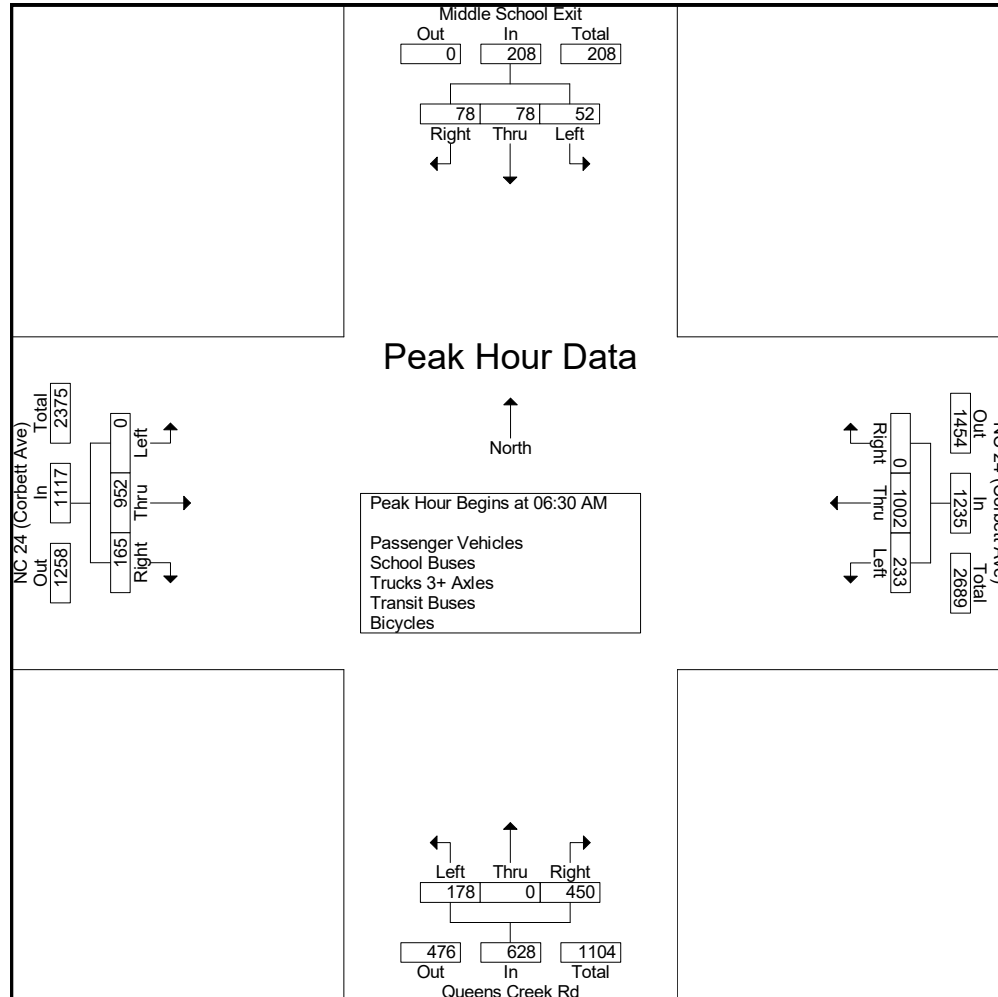 Middle School Exit
Out In Total
0 208 208
78 78 52
Right Thru Left
Peak Hour Data
North
Peak Hour Begins at 06:30 AM
Passenger Vehicles
School Buses
Trucks 3+ Axles
Transit Buses
Bicycles
NC 24 (Corbett Ave)
Out In Total
1258 1117 2375
Right Thru Left
165 952 0
NC 24 (Corbett Ave)
Out In Total
1454 1235 2689
0 1002 233
Right Thru Left
Left Thru Right
178 0 450
476 628 1104
Out In Total
Queens Creek Rd